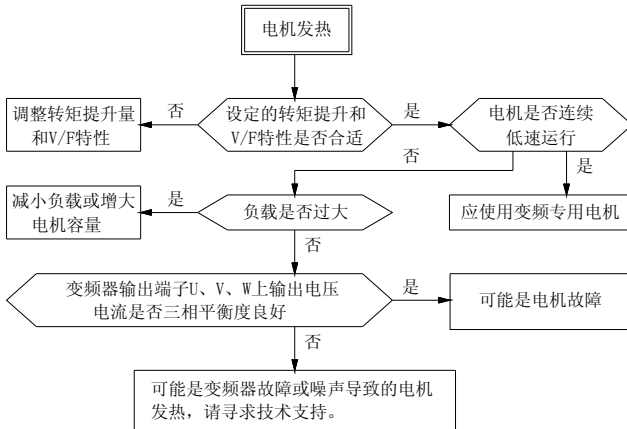 电机发热
调整转矩提升量
和V/F特性
否
设定的转矩提升和
V/F特性是否合适
是
电机是否连续
低速运行
否
是
减小负载或增大
电机容量
是
负载是否过大
应使用变频专用电机
否
变频器输出端子U、V、W上输出电压
电流是否三相平衡度良好
是
可能是电机故障
否
可能是变频器故障或噪声导致的电机
发热，请寻求技术支持。